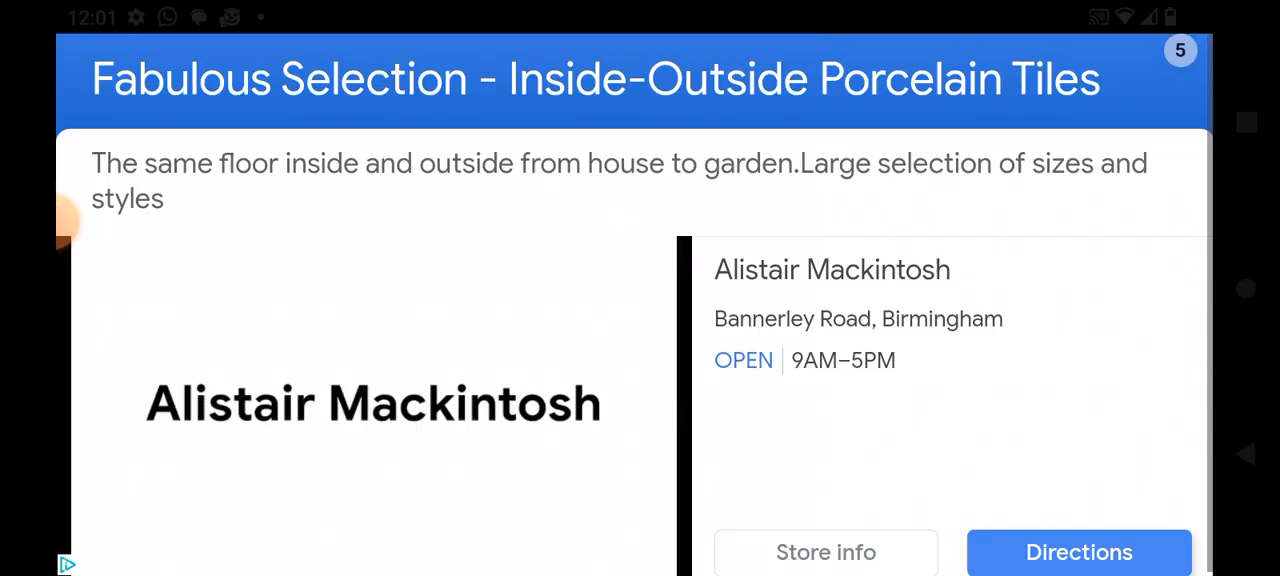 12:01
5
Fabulous Selection - Inside-Outside Porcelain Tiles
The same floor inside and outside from house to garden.Large selection of sizes and
styles
Alistair Mackintosh
Alistair Mackintosh
Bannerley Road, Birmingham
OPEN | 9AM–5PM
Store info
Directions